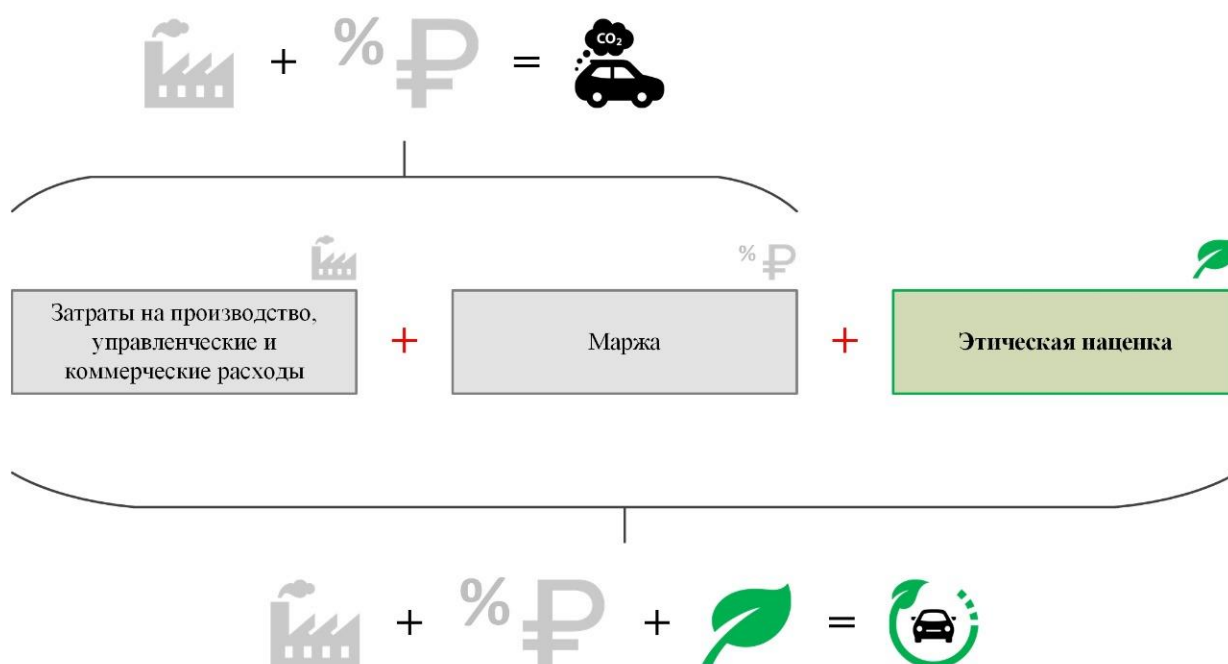 + % ₽ = CO₂
% ₽
Затраты на производство,
управленческие и
коммерческие расходы
+
Маржа
+
Этическая наценка
+ % ₽ + =